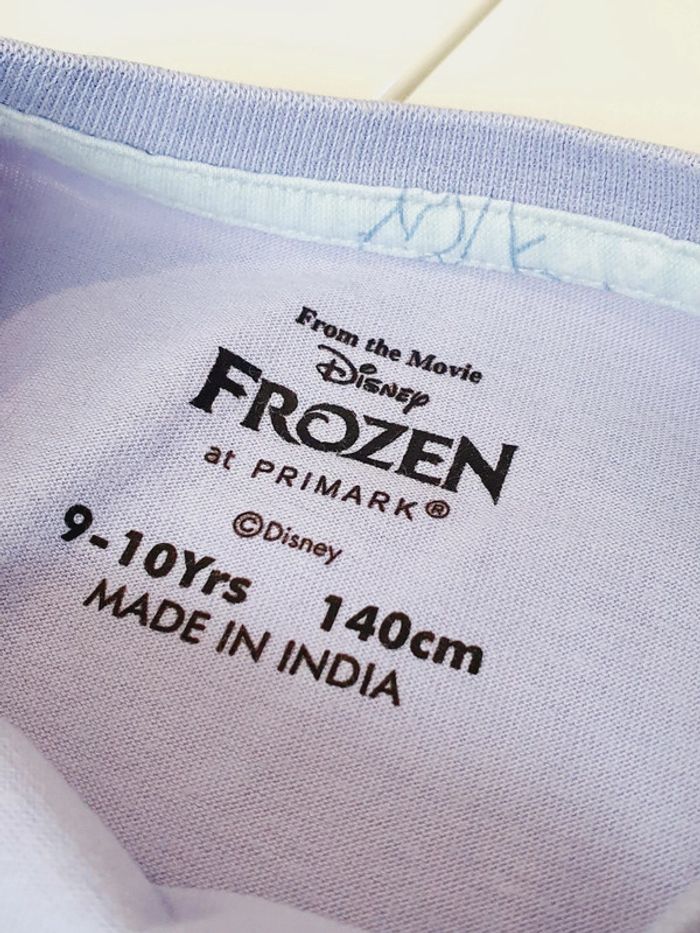 From the Movie
Disney
FROZEN
at PRIMARK®
©Disney
9-10Yrs 140cm
MADE IN INDIA